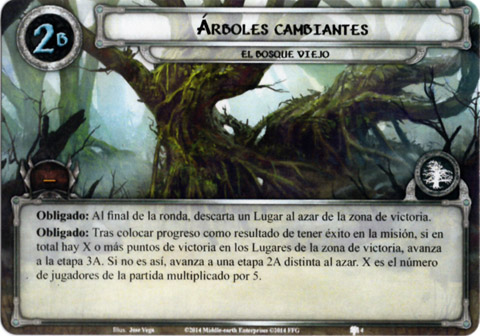 2B
ÁRBOLES CAMBIANTES
EL BOSQUE VIEJO
Obligado: Al final de la ronda, descarta un Lugar al azar de la zona de victoria.
Obligado: Tras colocar progreso como resultado de tener éxito en la misión, si en
total hay X o más puntos de victoria en los Lugares de la zona de victoria, avanza
a la etapa 3A. Si no es así, avanza a una etapa 2A distinta al azar. X es el número
de jugadores de la partida multiplicado por 5.
Illus. Jose Vega
©2014 Middle-earth Enterprises ©2014 FFG
4